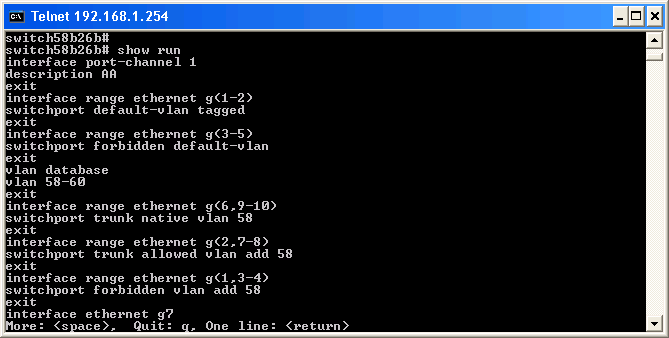 Telnet 192.168.1.254
switch58b26b#
switch58b26b# show run
interface port-channel 1
description AA
exit
interface range ethernet g(1-2)
switchport default-vlan tagged
exit
interface range ethernet g(3-5)
switchport forbidden default-vlan
exit
vlan database
vlan 58-60
exit
interface range ethernet g(6,9-10)
switchport trunk native vlan 58
exit
interface range ethernet g(2,7-8)
switchport trunk allowed vlan add 58
exit
interface range ethernet g(1,3-4)
switchport forbidden vlan add 58
exit
interface ethernet g7
More: <space>,  Quit: q, One line: <return>